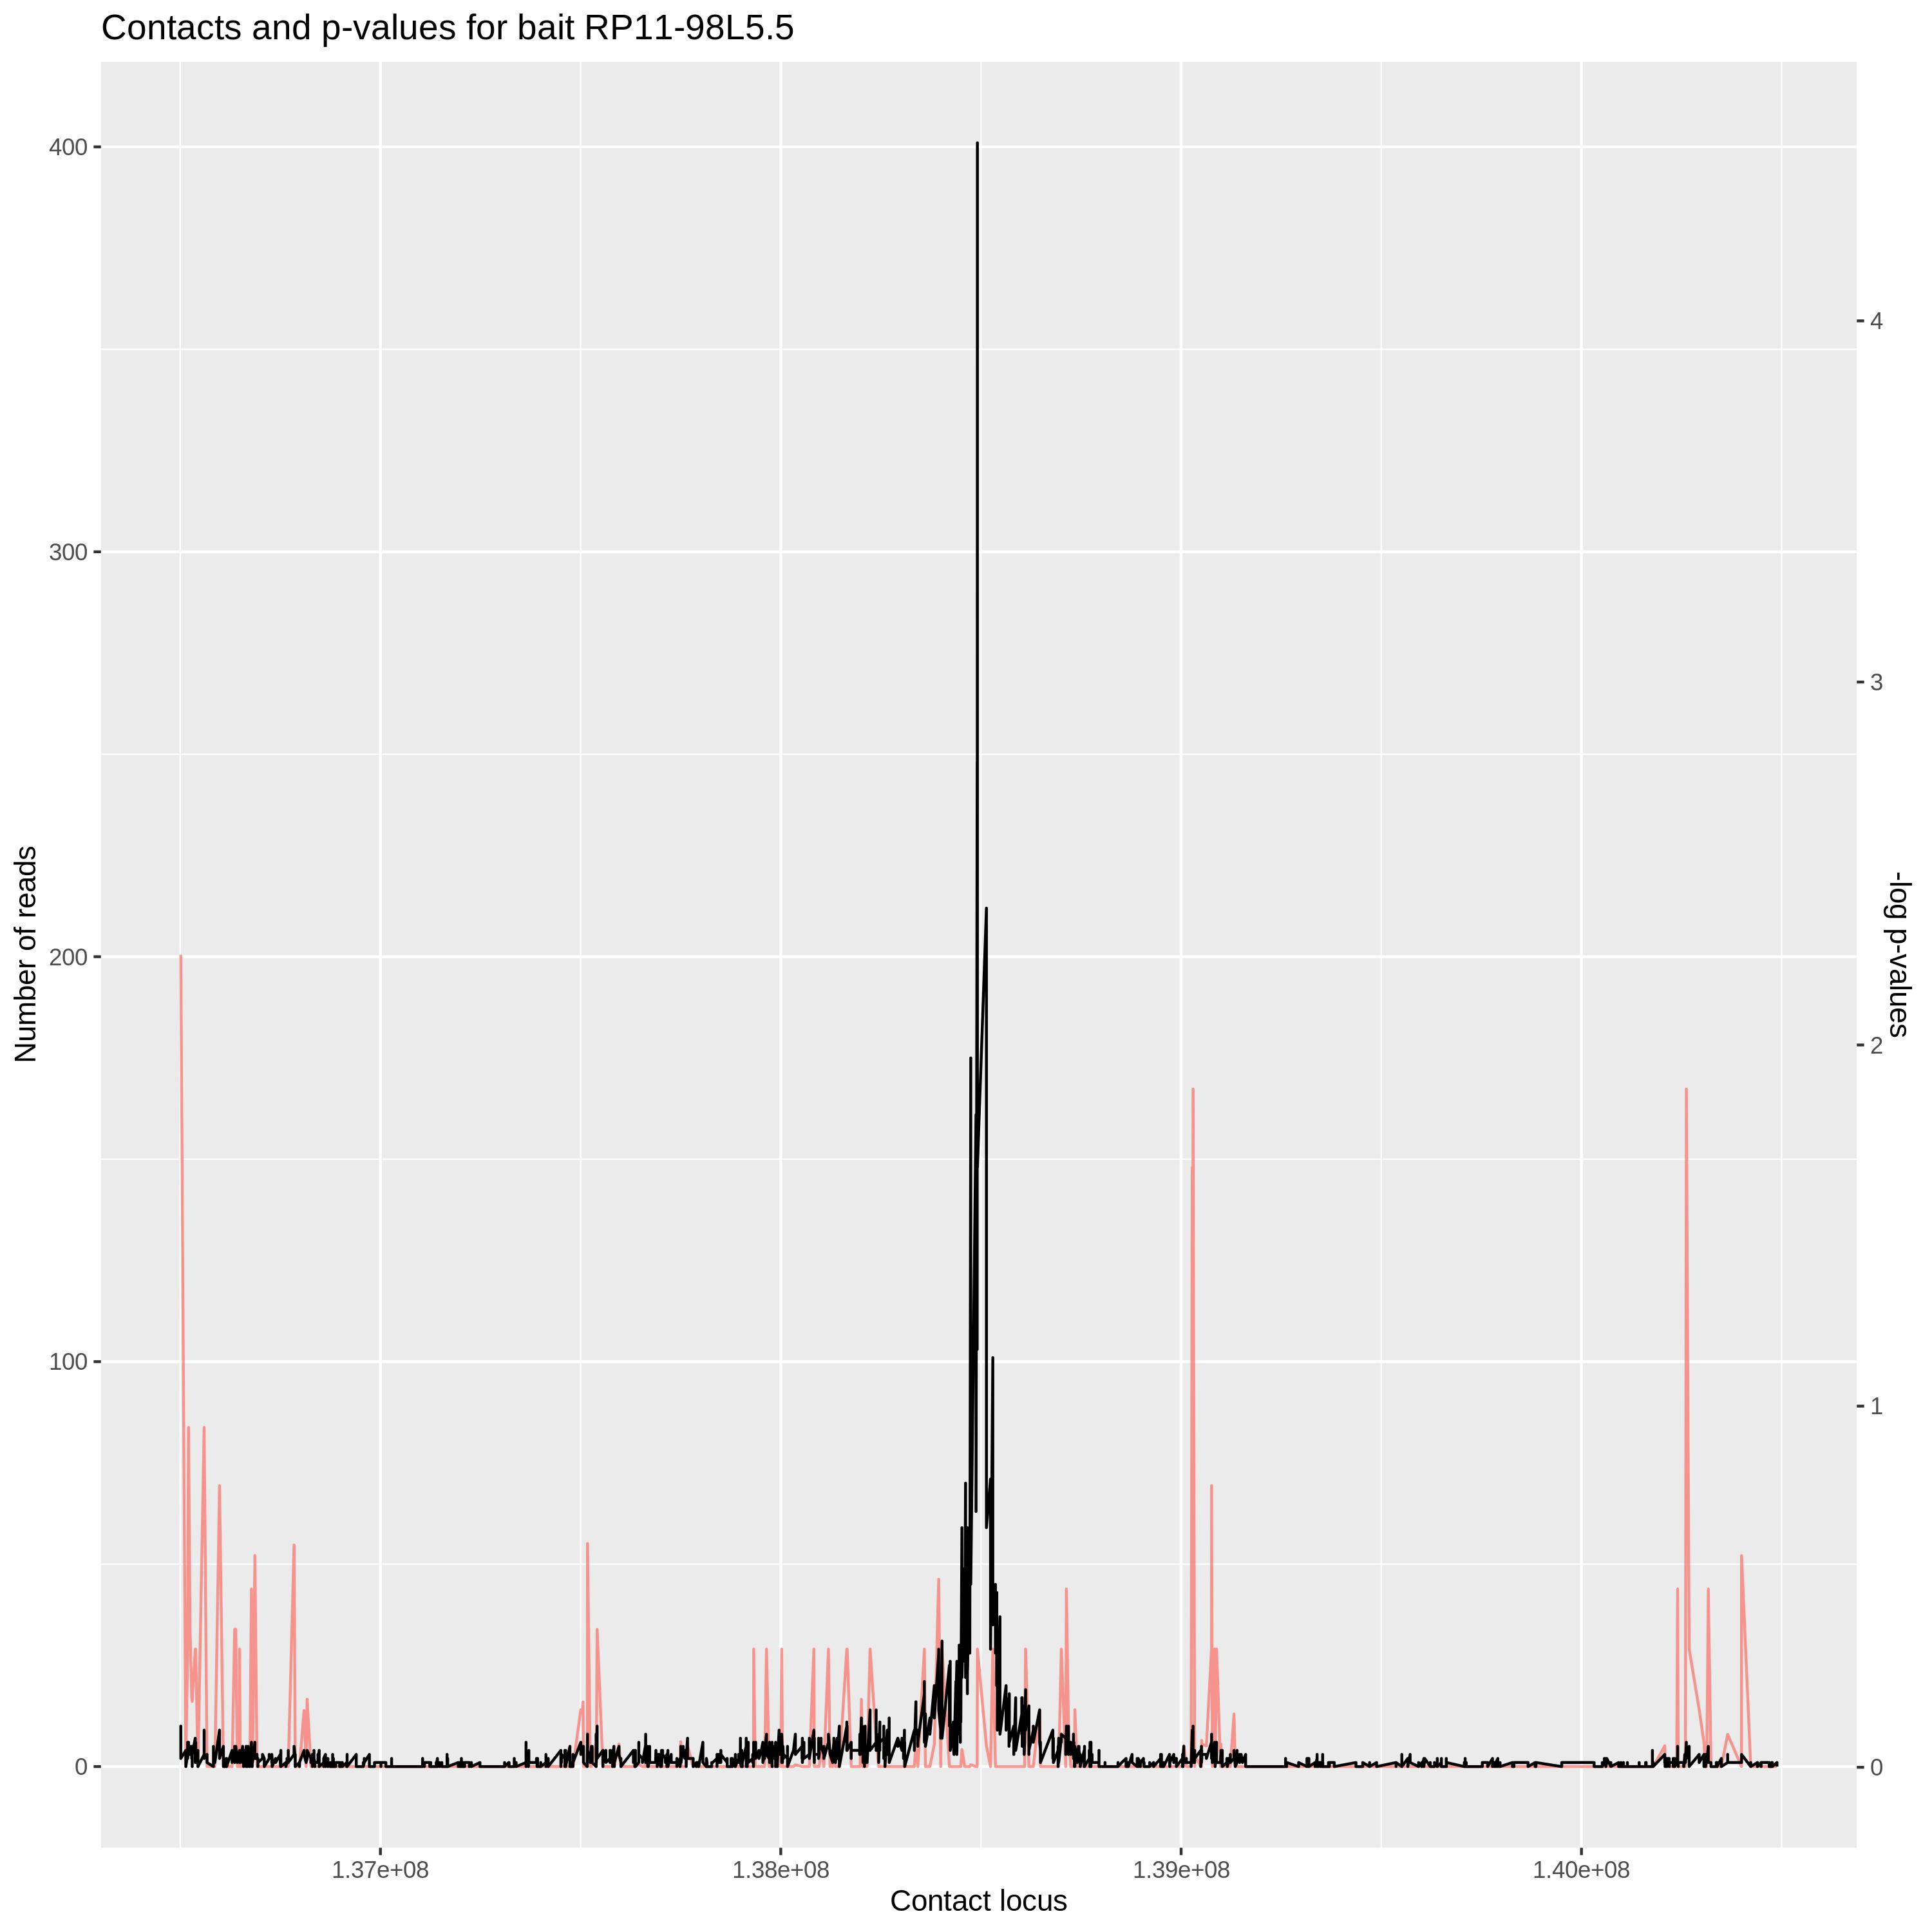 Contacts and p-values for bait RP11-98L5.5
400
300
200
100
0
Number of reads
4
3
2
1
0
-log p-values
1.37e+08 1.38e+08 1.39e+08 1.40e+08
Contact locus